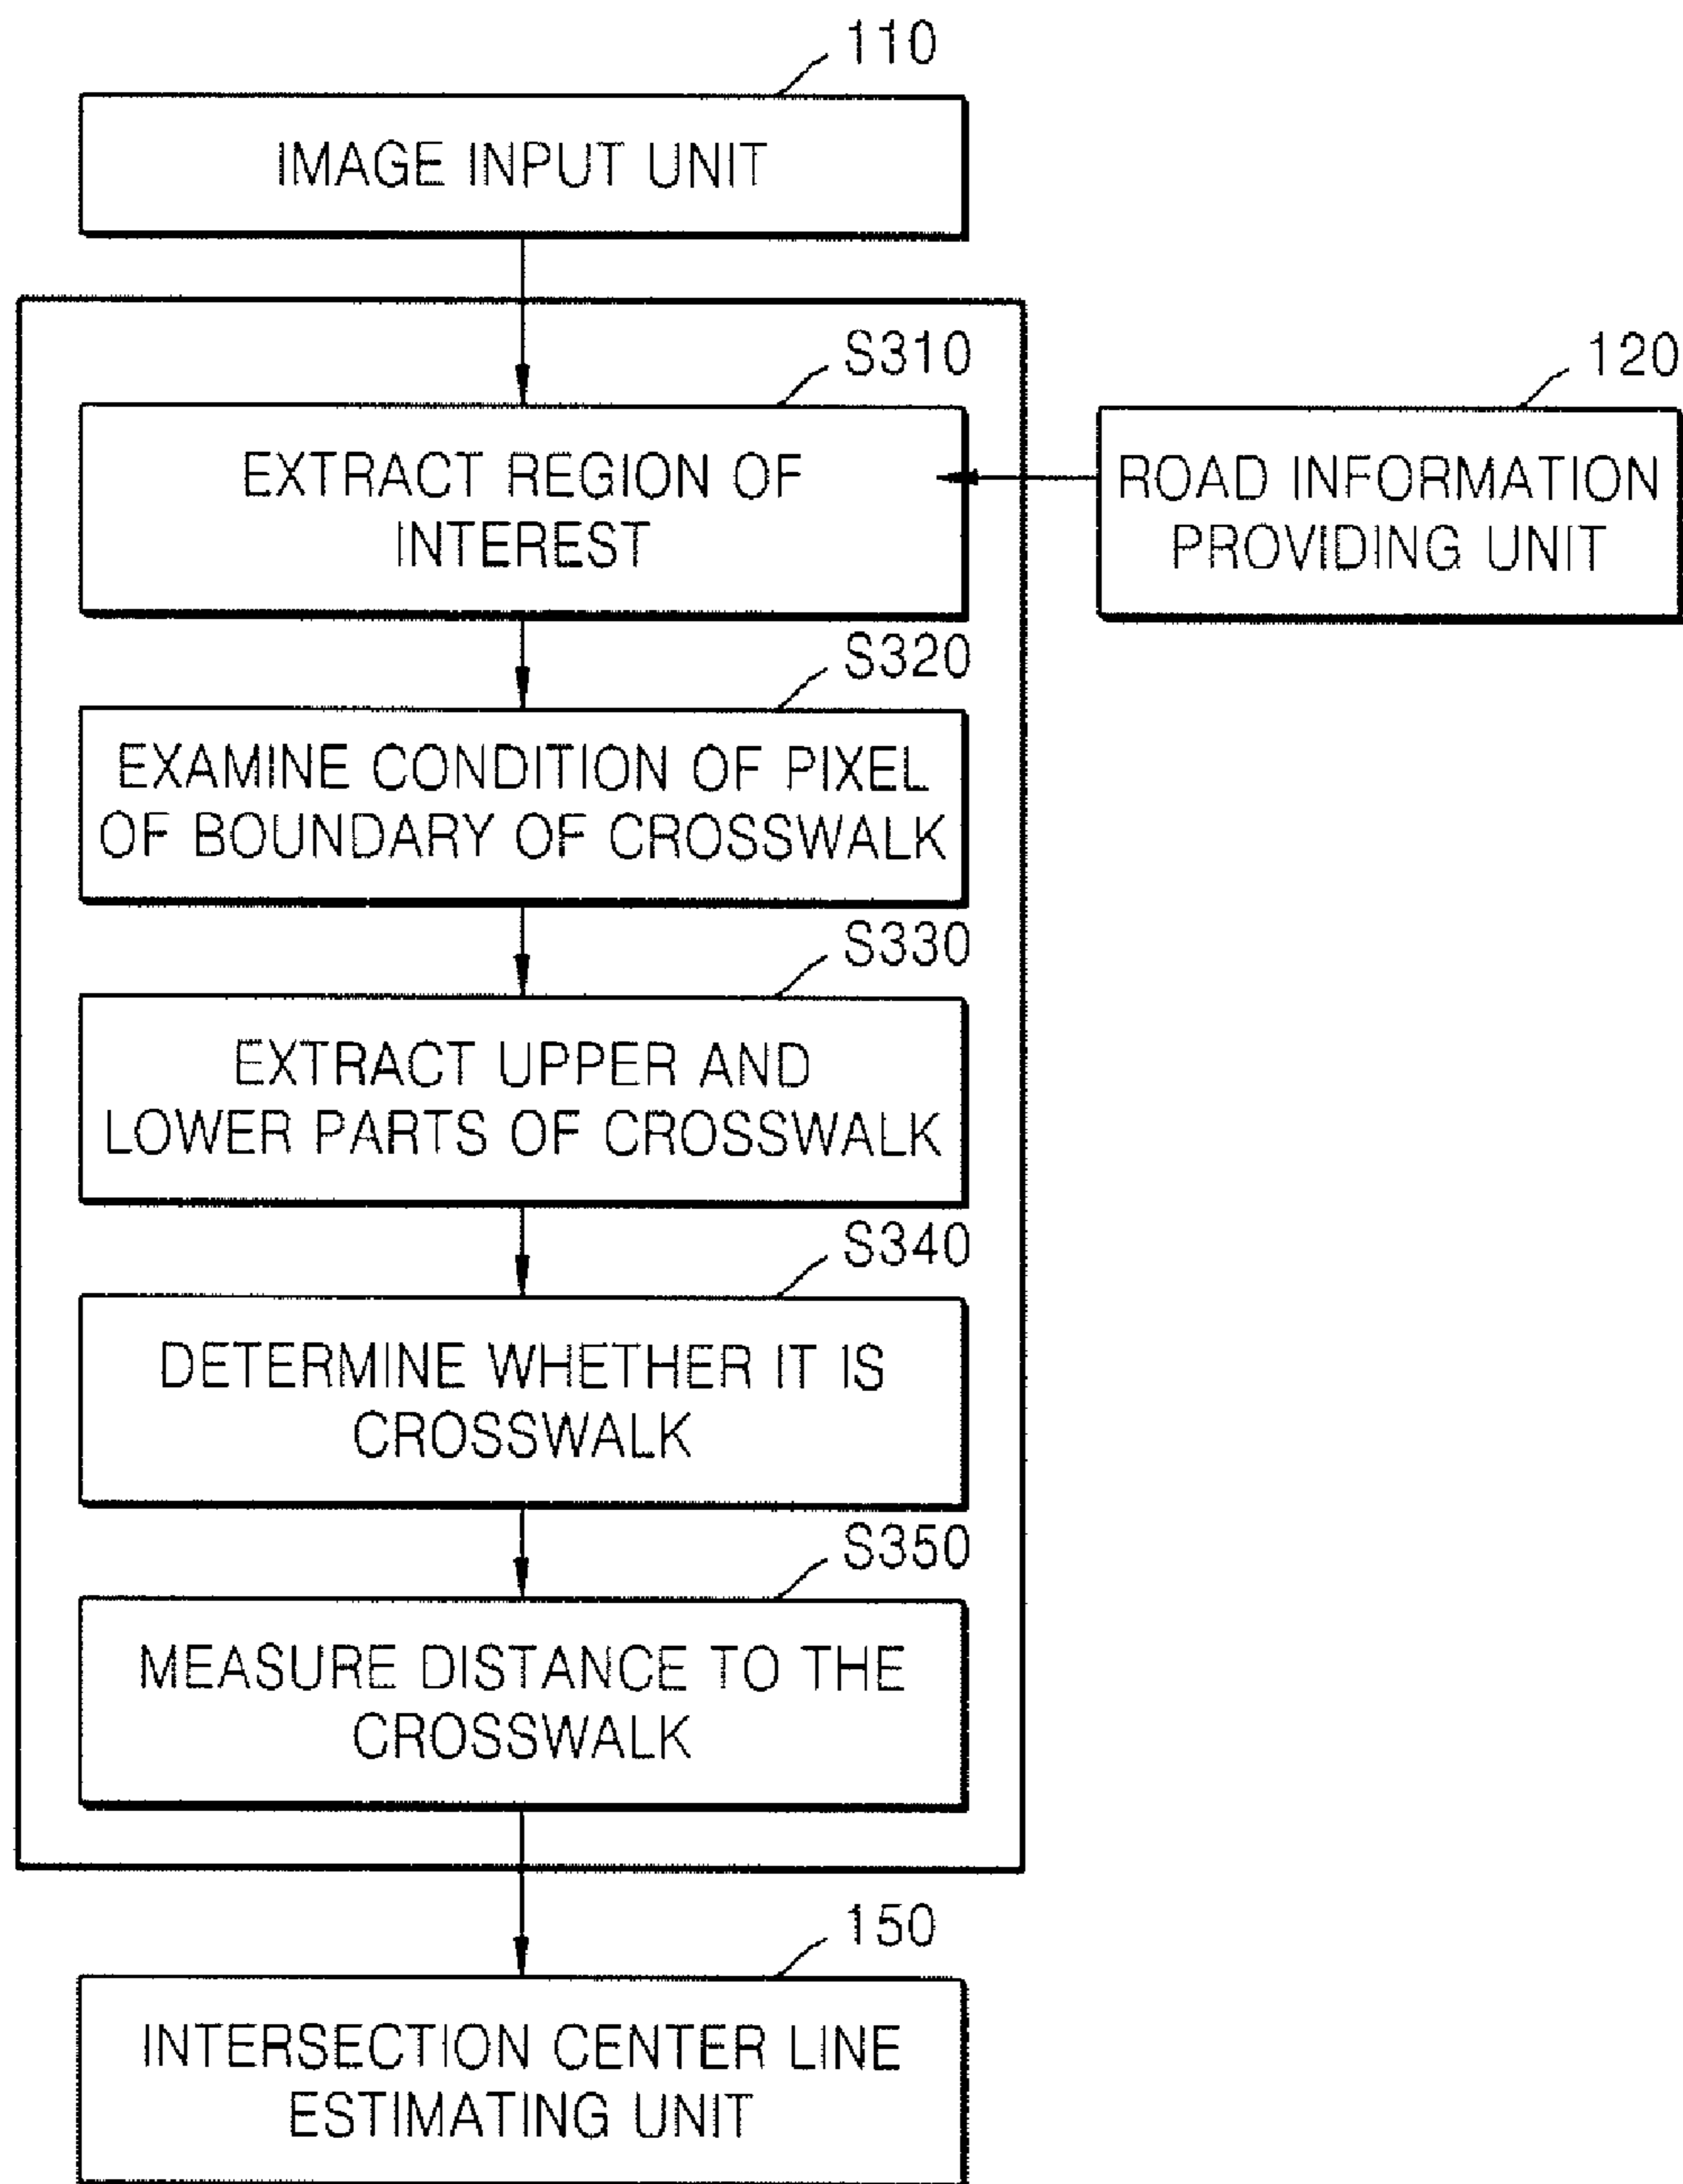 110
IMAGE INPUT UNIT
S310
EXTRACT REGION OF
INTEREST
120
ROAD INFORMATION
PROVIDING UNIT
S320
EXAMINE CONDITION OF PIXEL
OF BOUNDARY OF CROSSWALK
S330
EXTRACT UPPER AND
LOWER PARTS OF CROSSWALK
S340
DETERMINE WHETHER IT IS
CROSSWALK
S350
MEASURE DISTANCE TO THE
CROSSWALK
150
INTERSECTION CENTER LINE
ESTIMATING UNIT